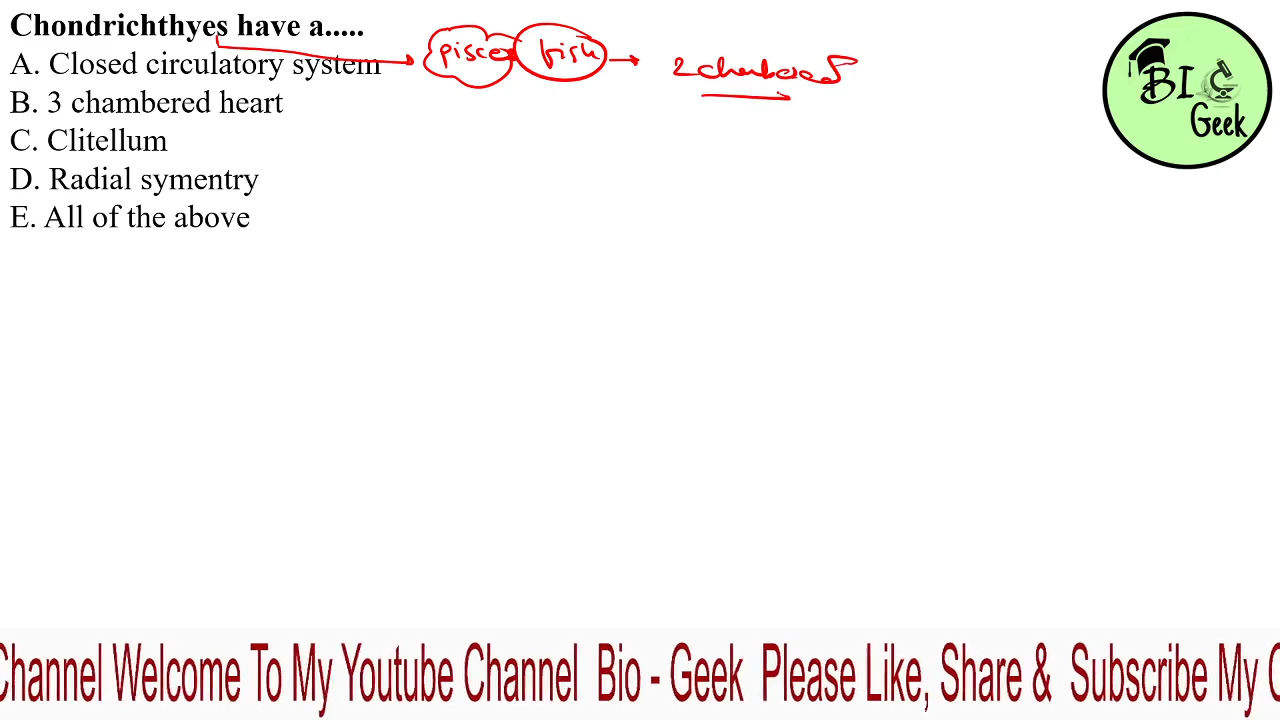 Chondrichthyes have a.....
A. Closed circulatory system
pisces fish 2 chambered
B. 3 chambered heart
C. Clitellum
D. Radial symentry
E. All of the above
BI
Geek
Channel Welcome To My Youtube Channel Bio - Geek Please Like, Share & Subscribe My C